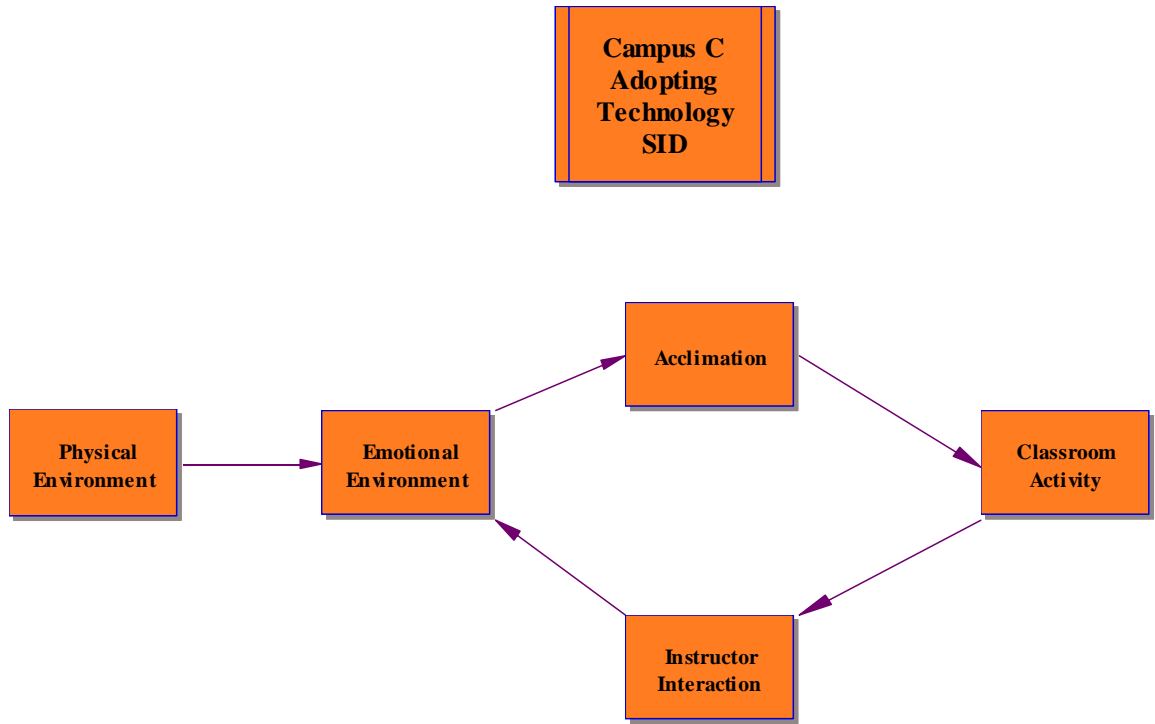 Campus C
Adopting
Technology
SID
Acclimation
Physical
Environment
Emotional
Environment
Classroom
Activity
Instructor
Interaction